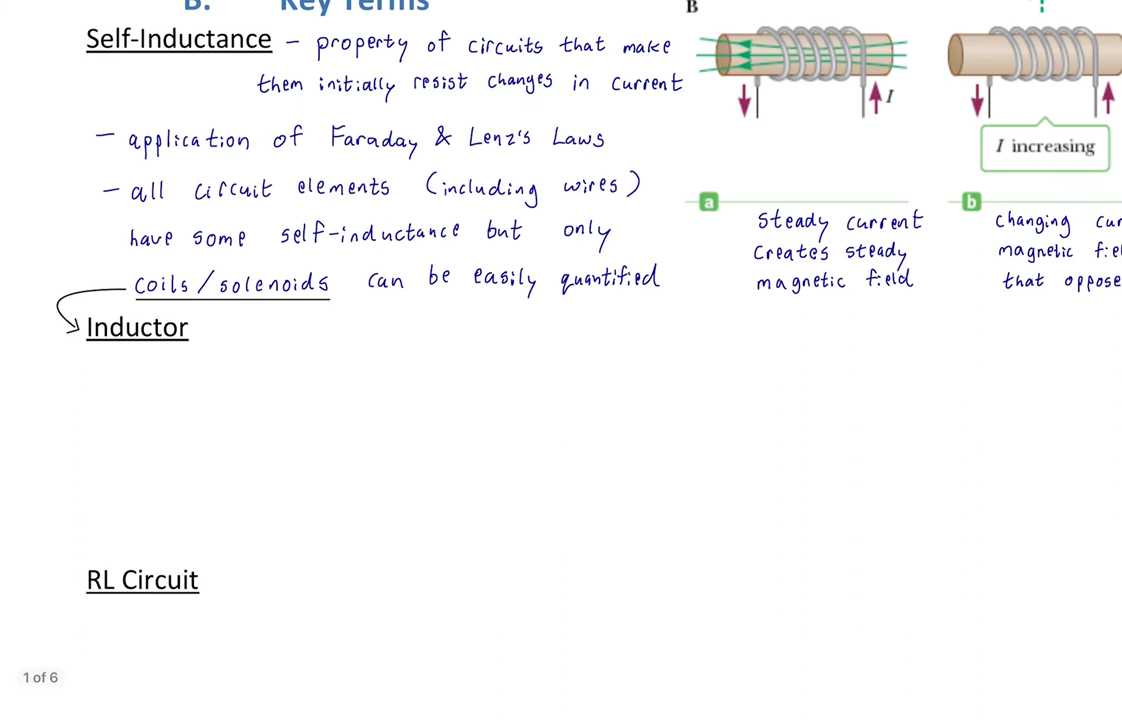 B. Key Terms
Self-Inductance - property of circuits that make
them initially resist changes in current
- application of Faraday & Lenz's Laws
- all circuit elements (including wires)
have some self-inductance but only
coils/solenoids can be easily quantified
Inductor
RL Circuit
B
I
a
steady current
creates steady
magnetic field
I increasing
b
changing cur
magnetic fie
that oppose
1 of 6